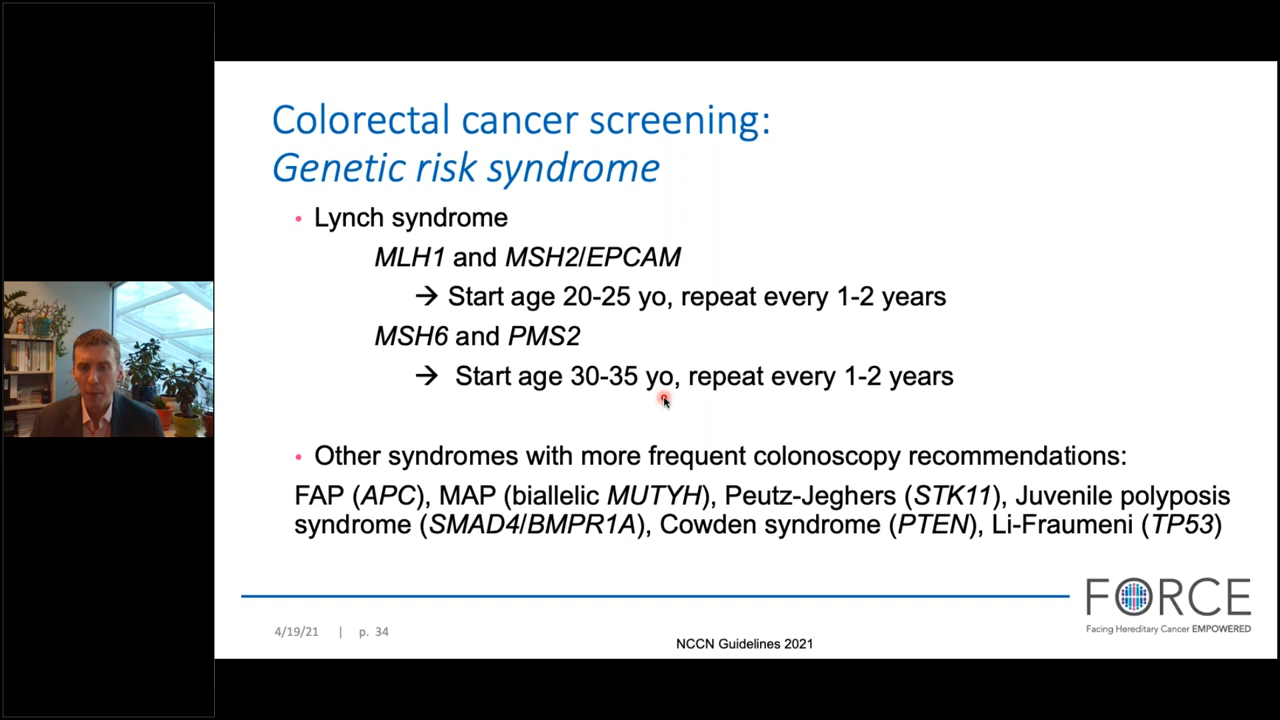 Colorectal cancer screening:
Genetic risk syndrome
• Lynch syndrome
MLH1 and MSH2/EPCAM
→ Start age 20-25 yo, repeat every 1-2 years
MSH6 and PMS2
→ Start age 30-35 yo, repeat every 1-2 years
• Other syndromes with more frequent colonoscopy recommendations:
FAP (APC), MAP (biallelic MUTYH), Peutz-Jeghers (STK11), Juvenile polyposis
syndrome (SMAD4/BMPR1A), Cowden syndrome (PTEN), Li-Fraumeni (TP53)
FORCE
Facing Hereditary Cancer EMPOWERED
4/19/21 | p. 34
NCCN Guidelines 2021